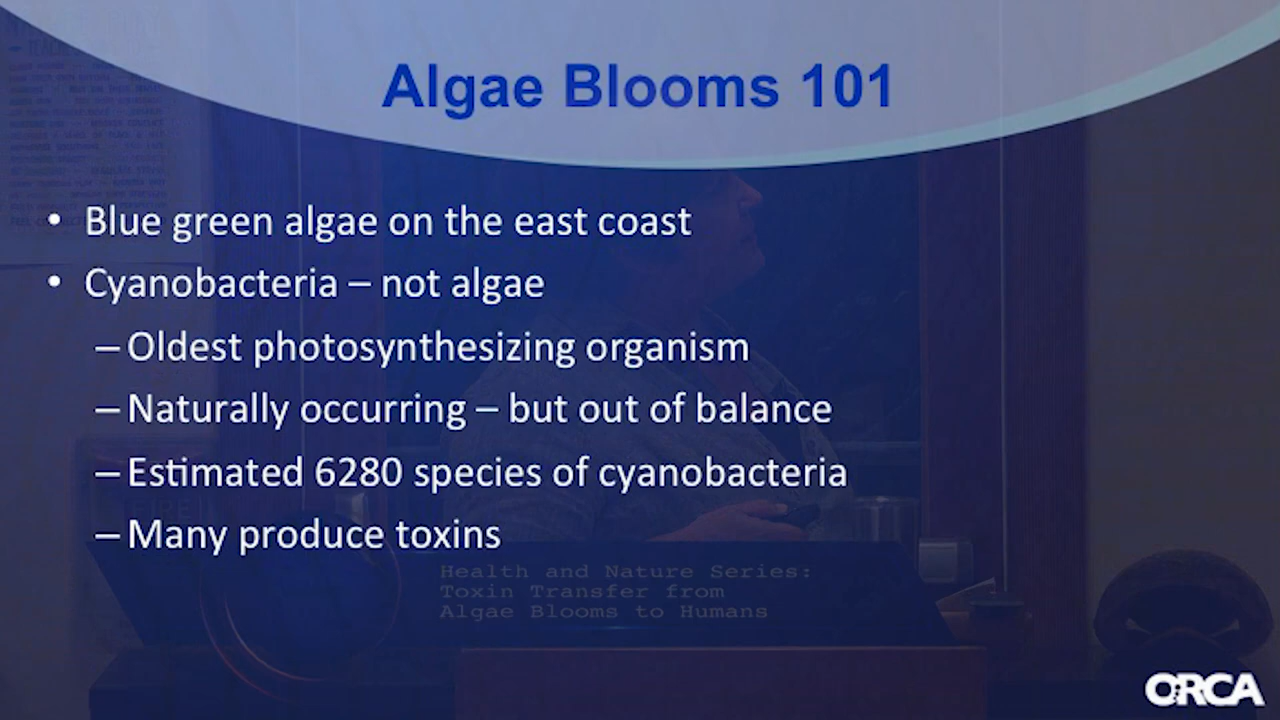 Algae Blooms 101
• Blue green algae on the east coast
• Cyanobacteria – not algae
– Oldest photosynthesizing organism
– Naturally occurring – but out of balance
– Estimated 6280 species of cyanobacteria
– Many produce toxins
Health and Nature Series:
Toxin Transfer from
Algae Blooms to Humans
ORCA